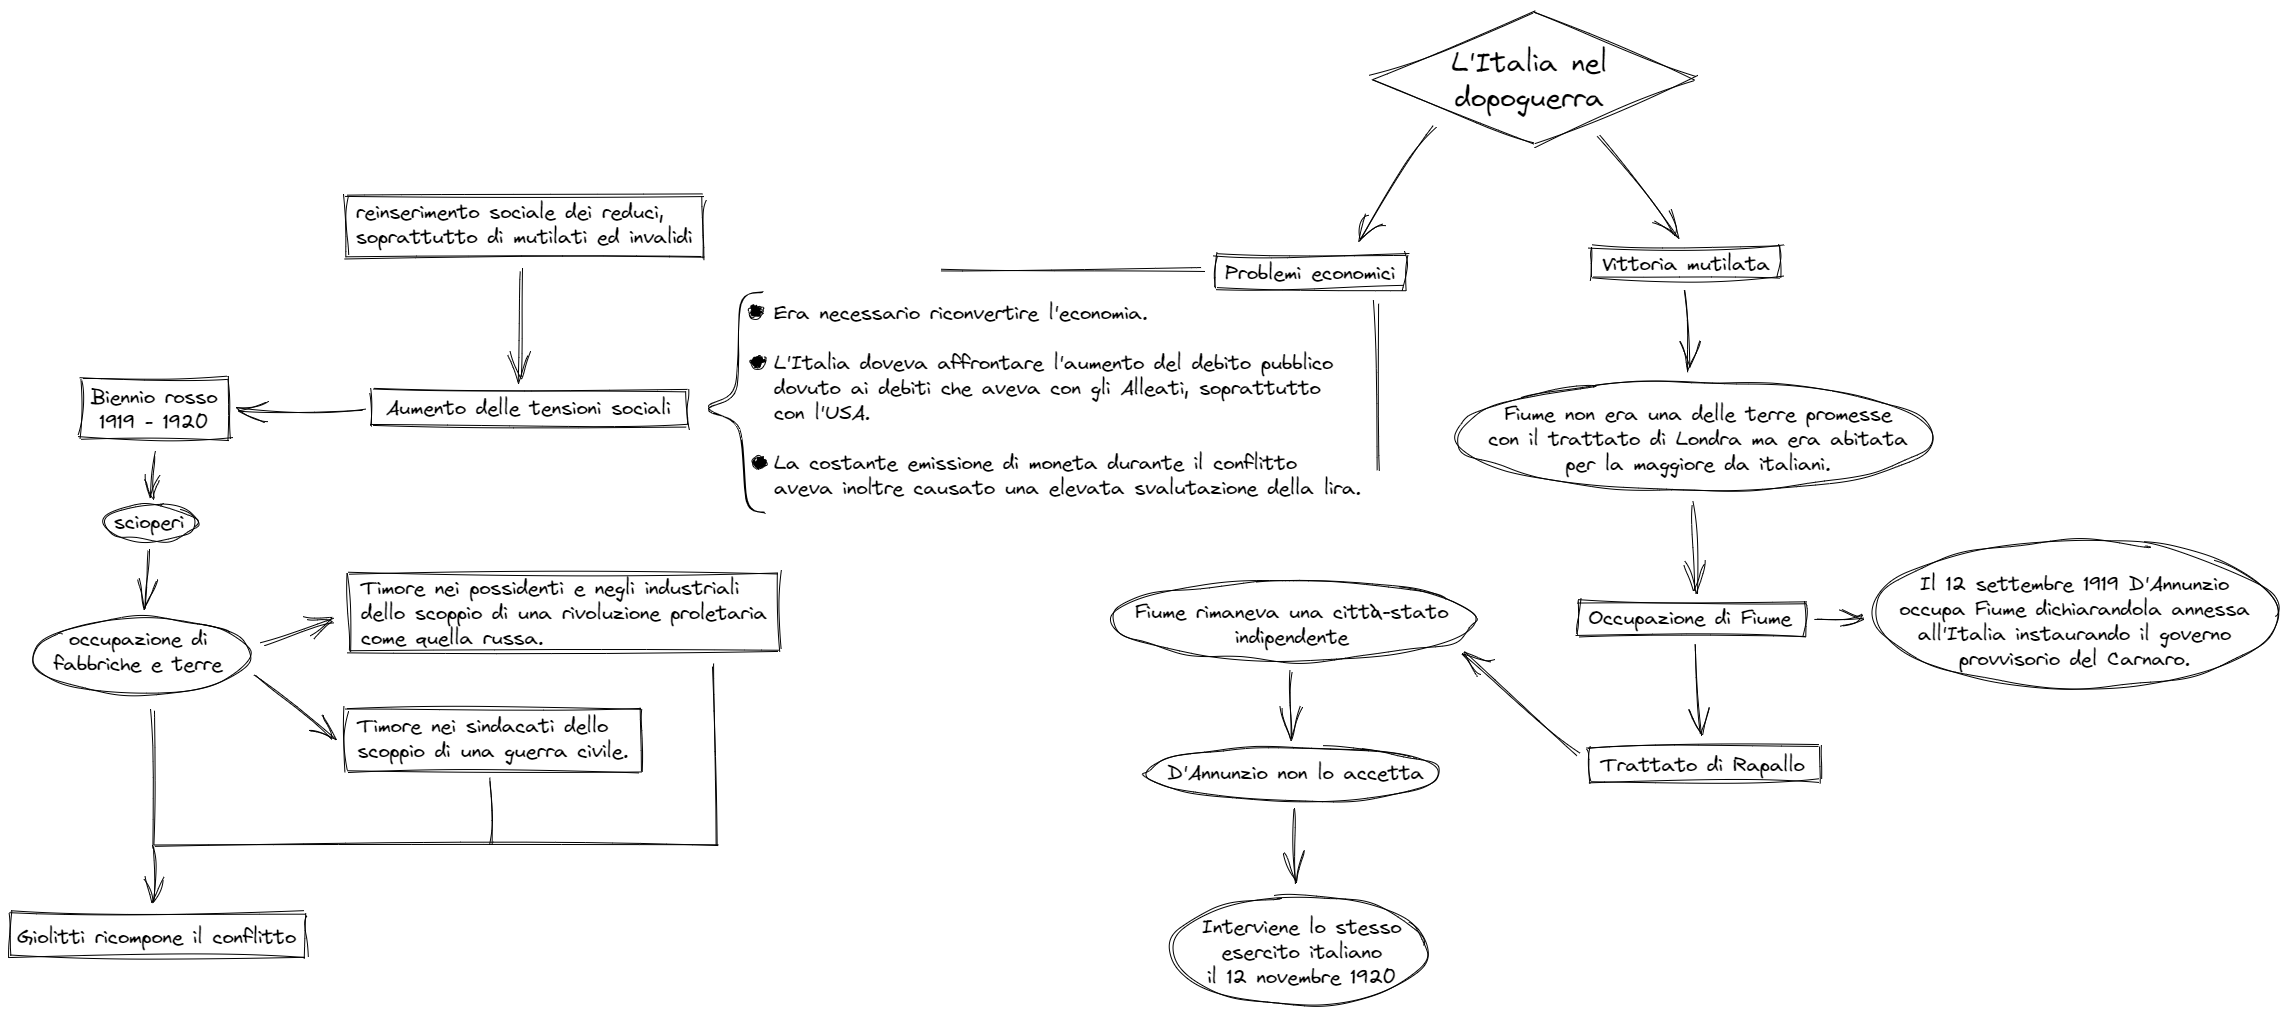 L'Italia nel
dopoguerra
reinserimento sociale dei reduci,
soprattutto di mutilati ed invalidi
Problemi economici
Vittoria mutilata
Era necessario riconvertire l'economia.
L'Italia doveva affrontare l'aumento del debito pubblico
dovuto ai debiti che aveva con gli Alleati, soprattutto
con l'USA.
La costante emissione di moneta durante il conflitto
aveva inoltre causato una elevata svalutazione della lira.
Aumento delle tensioni sociali
Biennio rosso
1919 - 1920
scioperi
occupazione di
fabbriche e terre
Timore nei possidenti e negli industriali
dello scoppio di una rivoluzione proletaria
come quella russa.
Timore nei sindacati dello
scoppio di una guerra civile.
Giolitti ricompone il conflitto
Fiume non era una delle terre promesse
con il trattato di Londra ma era abitata
per la maggiore da italiani.
Occupazione di Fiume
Il 12 settembre 1919 D'Annunzio
occupa Fiume dichiarandola annessa
all'Italia instaurando il governo
provvisorio del Carnaro.
Trattato di Rapallo
Fiume rimaneva una città-stato
indipendente
D'Annunzio non lo accetta
Interviene lo stesso
esercito italiano
il 12 novembre 1920